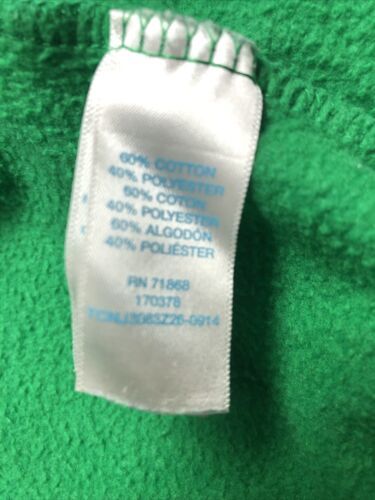 60% COTTON
40% POLYESTER
60% COTON
40% POLYESTER
60% ALGODÓN
40% POLIÉSTER
RN 71868
170378